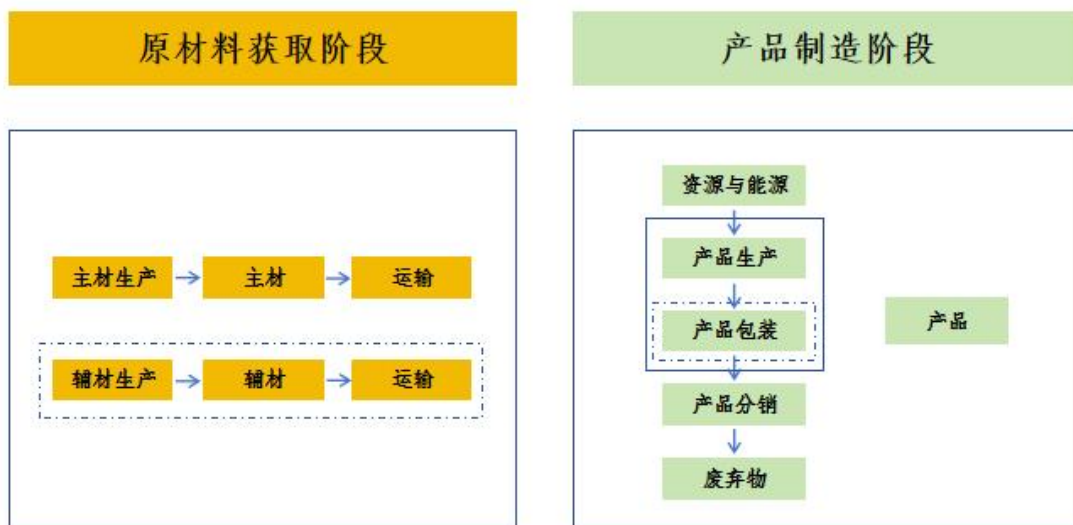 原材料获取阶段
产品制造阶段
主材生产
主材
运输
辅材生产
辅材
运输
资源与能源
产品生产
产品包装
产品分销
废弃物
产品